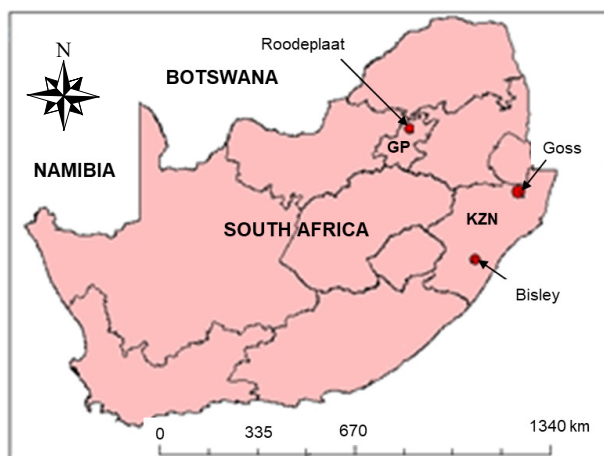 Roodeplaat
N
BOTSWANA
GP
Goss
NAMIBIA
KZN
SOUTH AFRICA
Bisley
0 335 670 1340 km